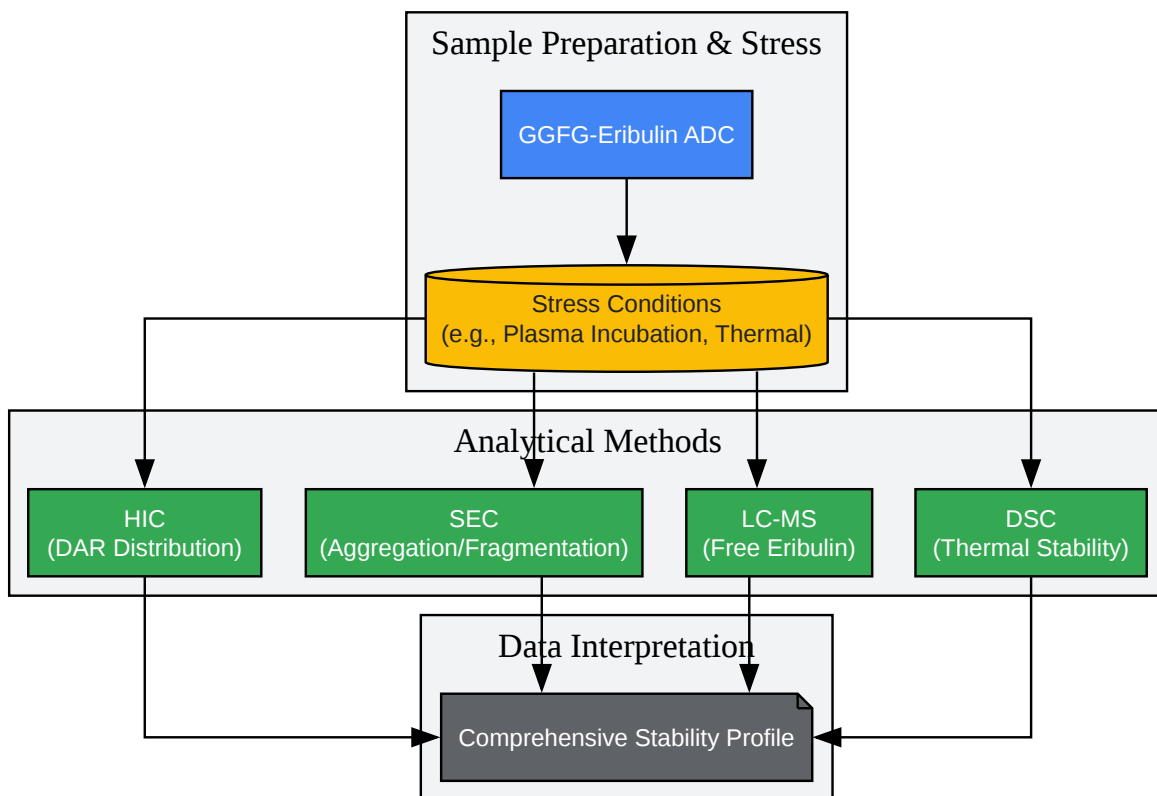 Sample Preparation & Stress
GGFG-Eribulin ADC
Stress Conditions
(e.g., Plasma Incubation, Thermal)
Analytical Methods
HIC
(DAR Distribution)
SEC
(Aggregation/Fragmentation)
LC-MS
(Free Eribulin)
DSC
(Thermal Stability)
Data Interpretation
Comprehensive Stability Profile